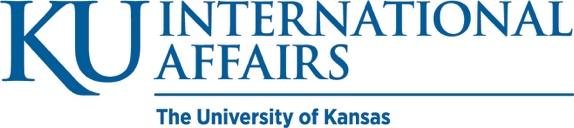 KU INTERNATIONAL
AFFAIRS
The University of Kansas